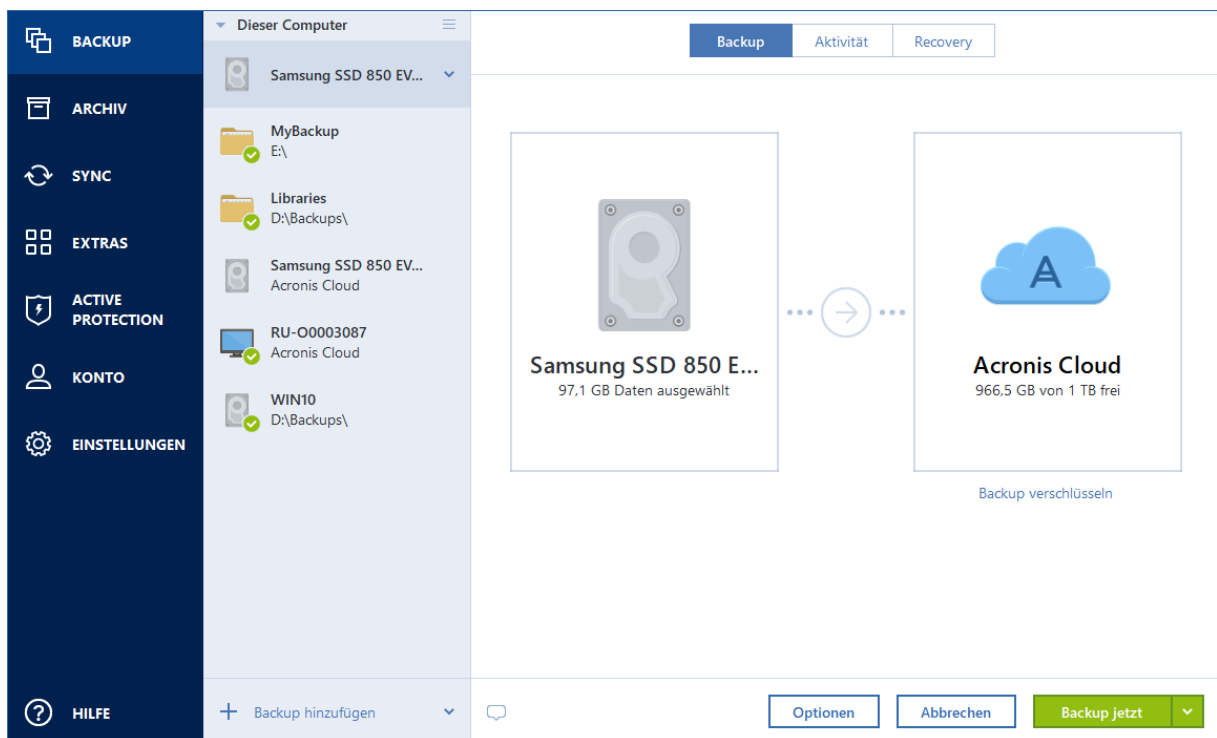 BACKUP
ARCHIV
SYNC
EXTRAS
ACTIVE
PROTECTION
KONTO
EINSTELLUNGEN
HILFE
Dieser Computer
Samsung SSD 850 EV...
MyBackup
E:\
Libraries
D:\Backups\
Samsung SSD 850 EV...
Acronis Cloud
RU-O0003087
Acronis Cloud
WIN10
D:\Backups\
Backup hinzufügen
Backup Aktivität Recovery
Samsung SSD 850 E...
97,1 GB Daten ausgewählt
A
Acronis Cloud
966,5 GB von 1 TB frei
Backup verschlüsseln
Optionen Abbrechen Backup jetzt